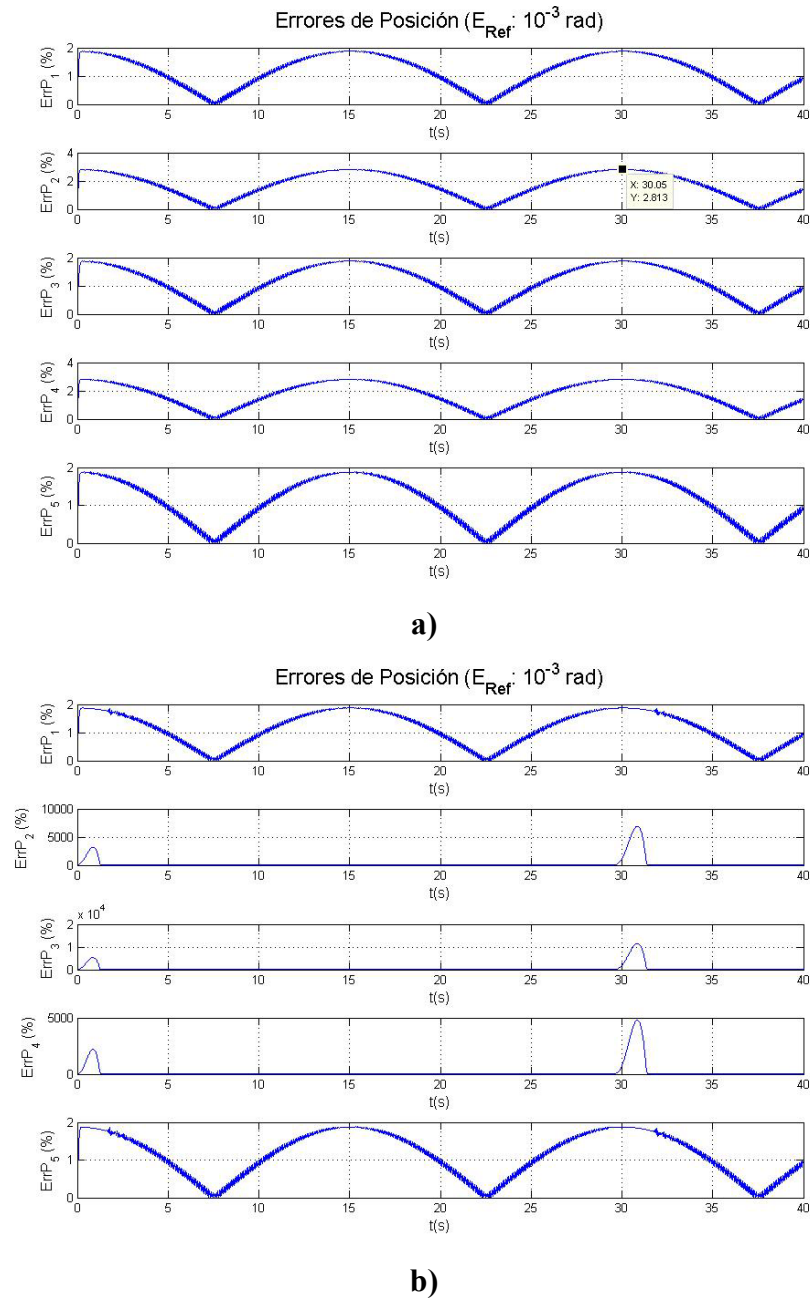 Errores de Posición (E_Ref: 10^-3 rad)
ErrP_1 (%)
2
1
0
0 5 10 15 20 25 30 35 40
t(s)
ErrP_2 (%)
4
2
0
X: 30.05
Y: 2.813
0 5 10 15 20 25 30 35 40
t(s)
ErrP_3 (%)
2
1
0
0 5 10 15 20 25 30 35 40
t(s)
ErrP_4 (%)
4
2
0
0 5 10 15 20 25 30 35 40
t(s)
ErrP_5 (%)
2
1
0
0 5 10 15 20 25 30 35 40
t(s)
a)
Errores de Posición (E_Ref: 10^-3 rad)
ErrP_1 (%)
2
1
0
0 5 10 15 20 25 30 35 40
t(s)
ErrP_2 (%)
10000
5000
0
0 5 10 15 20 25 30 35 40
t(s)
x 10^4
ErrP_3 (%)
2
1
0
0 5 10 15 20 25 30 35 40
t(s)
ErrP_4 (%)
5000
0
0 5 10 15 20 25 30 35 40
t(s)
ErrP_5 (%)
2
1
0
0 5 10 15 20 25 30 35 40
t(s)
b)